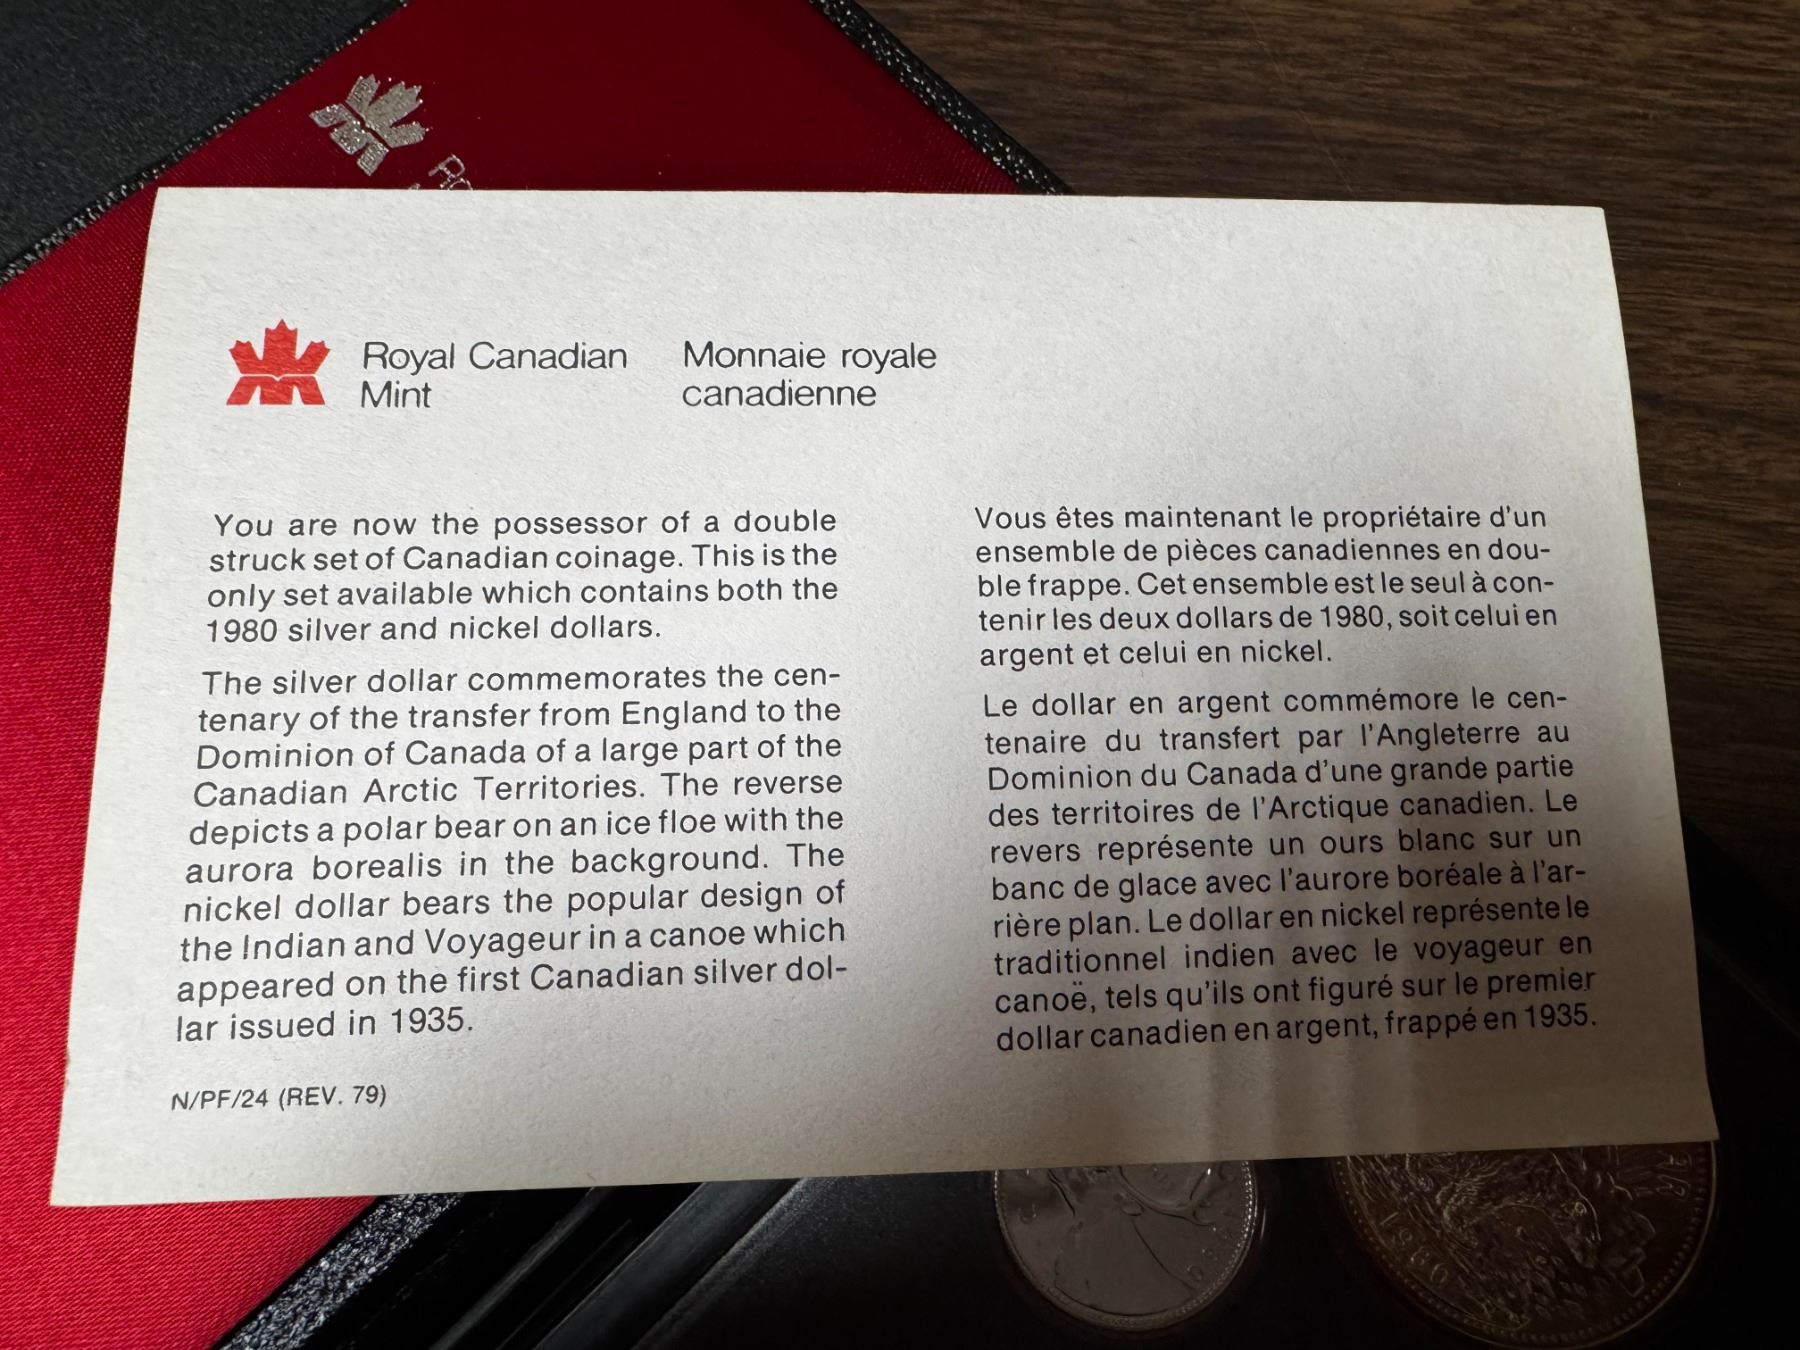 Royal Canadian
Mint
Monnaie royale
canadienne
You are now the possessor of a double
struck set of Canadian coinage. This is the
only set available which contains both the
1980 silver and nickel dollars.
The silver dollar commemorates the cen-
tenary of the transfer from England to the
Dominion of Canada of a large part of the
Canadian Arctic Territories. The reverse
depicts a polar bear on an ice floe with the
aurora borealis in the background. The
nickel dollar bears the popular design of
the Indian and Voyageur in a canoe which
appeared on the first Canadian silver dol-
lar issued in 1935.
N/PF/24 (REV. 79)
Vous êtes maintenant le propriétaire d'un
ensemble de pièces canadiennes en dou-
ble frappe. Cet ensemble est le seul à con-
tenir les deux dollars de 1980, soit celui en
argent et celui en nickel.
Le dollar en argent commémore le cen-
tenaire du transfert par l'Angleterre au
Dominion du Canada d'une grande partie
des territoires de l'Arctique canadien. Le
revers représente un ours blanc sur un
banc de glace avec l'aurore boréale à l'ar-
rière plan. Le dollar en nickel représente le
traditionnel indien avec le voyageur en
canoë, tels qu'ils ont figuré sur le premier
dollar canadien en argent, frappé en 1935.